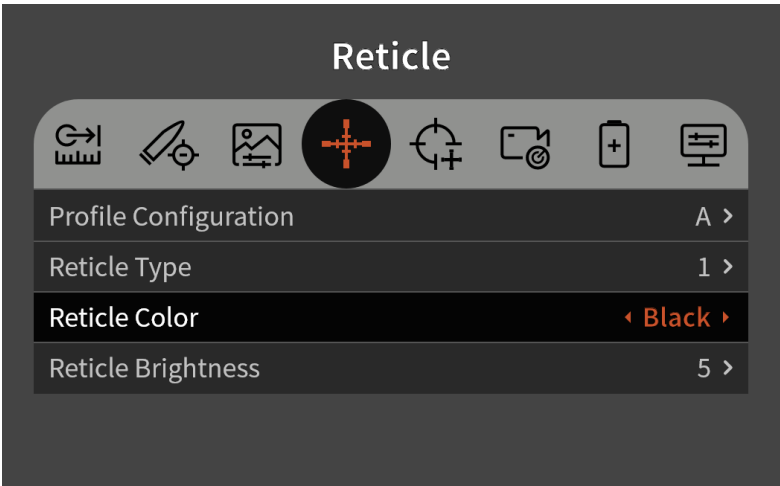 Reticle
Profile Configuration A >
Reticle Type 1 >
Reticle Color Black
Reticle Brightness 5 >